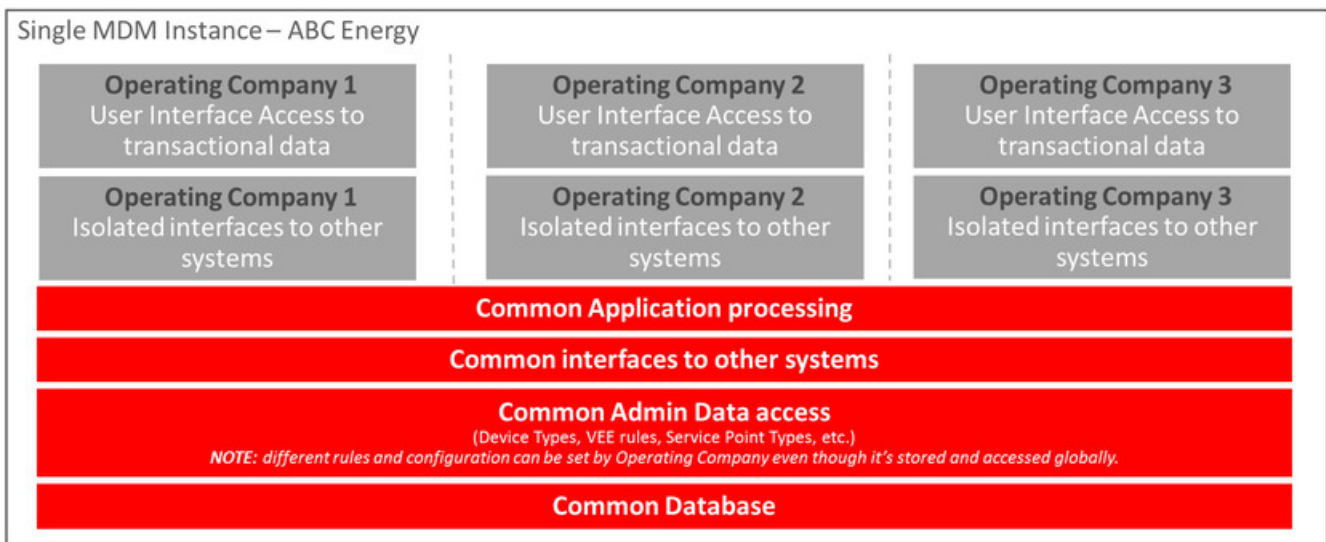 Single MDM Instance – ABC Energy
Operating Company 1
User Interface Access to
transactional data
Operating Company 2
User Interface Access to
transactional data
Operating Company 3
User Interface Access to
transactional data
Operating Company 1
Isolated interfaces to other
systems
Operating Company 2
Isolated interfaces to other
systems
Operating Company 3
Isolated interfaces to other
systems
Common Application processing
Common interfaces to other systems
Common Admin Data access
(Device Types, VEE rules, Service Point Types, etc.)
NOTE: different rules and configuration can be set by Operating Company even though it’s stored and accessed globally.
Common Database